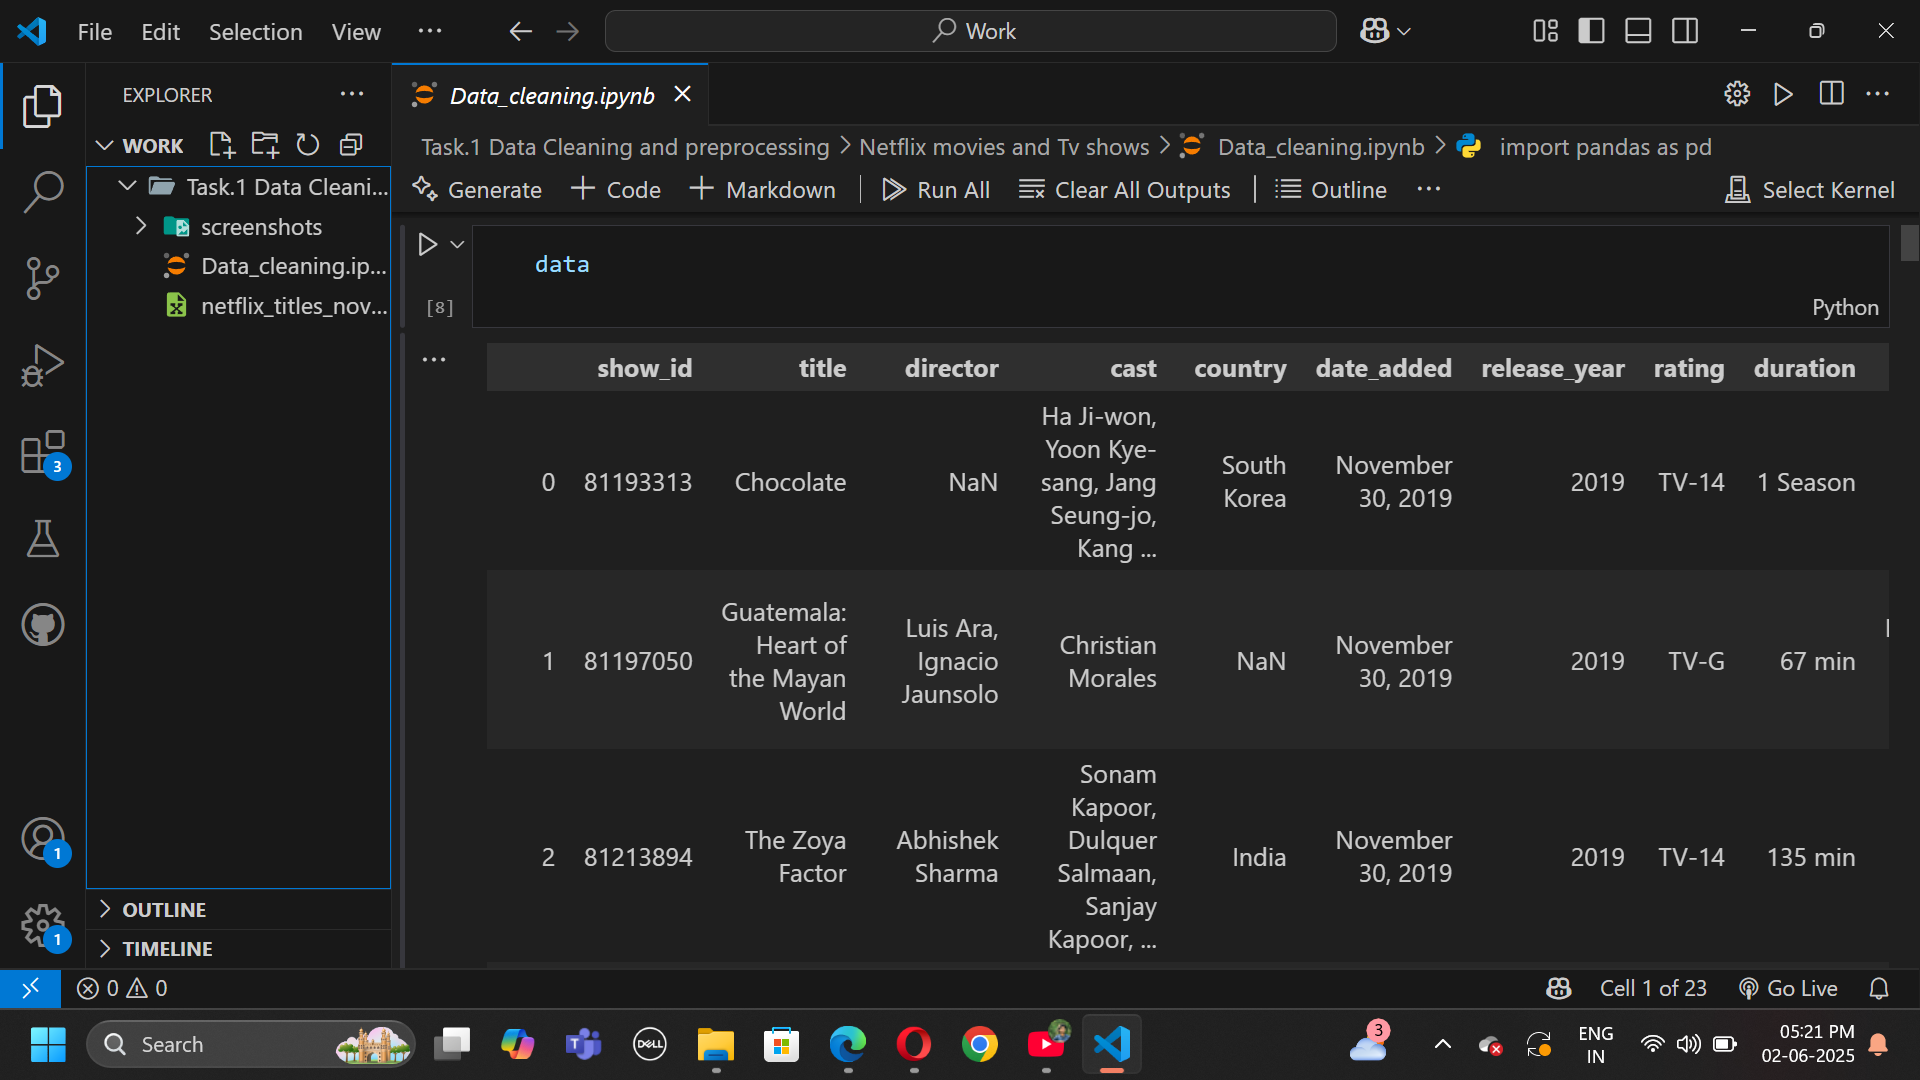 File Edit Selection View ··· Work
EXPLORER ···
Data_cleaning.ipynb
WORK
Task.1 Data Cleaning and preprocessing > Netflix movies and Tv shows > Data_cleaning.ipynb > import pandas as pd
Task.1 Data Cleani...
Generate + Code + Markdown Run All Clear All Outputs Outline ··· Select Kernel
screenshots
Data_cleaning.ip...
netflix_titles_nov...
data
[8]
Python
···
show_id title director cast country date_added release_year rating duration
Ha Ji-won,
Yoon Kye-
sang, Jang
Seung-jo,
Kang ...
0 81193313 Chocolate NaN
South
Korea
November
30, 2019
2019 TV-14 1 Season
1 81197050
Guatemala:
Heart of
the Mayan
World
Luis Ara,
Ignacio
Jaunsolo
Christian
Morales
NaN
November
30, 2019
2019 TV-G 67 min
2 81213894
The Zoya
Factor
Abhishek
Sharma
Sonam
Kapoor,
Dulquer
Salmaan,
Sanjay
Kapoor, ...
India
November
30, 2019
2019 TV-14 135 min
3
1
1
OUTLINE
TIMELINE
0 0
Cell 1 of 23 Go Live
Search
DELL
3
ENG
IN
05:21 PM
02-06-2025